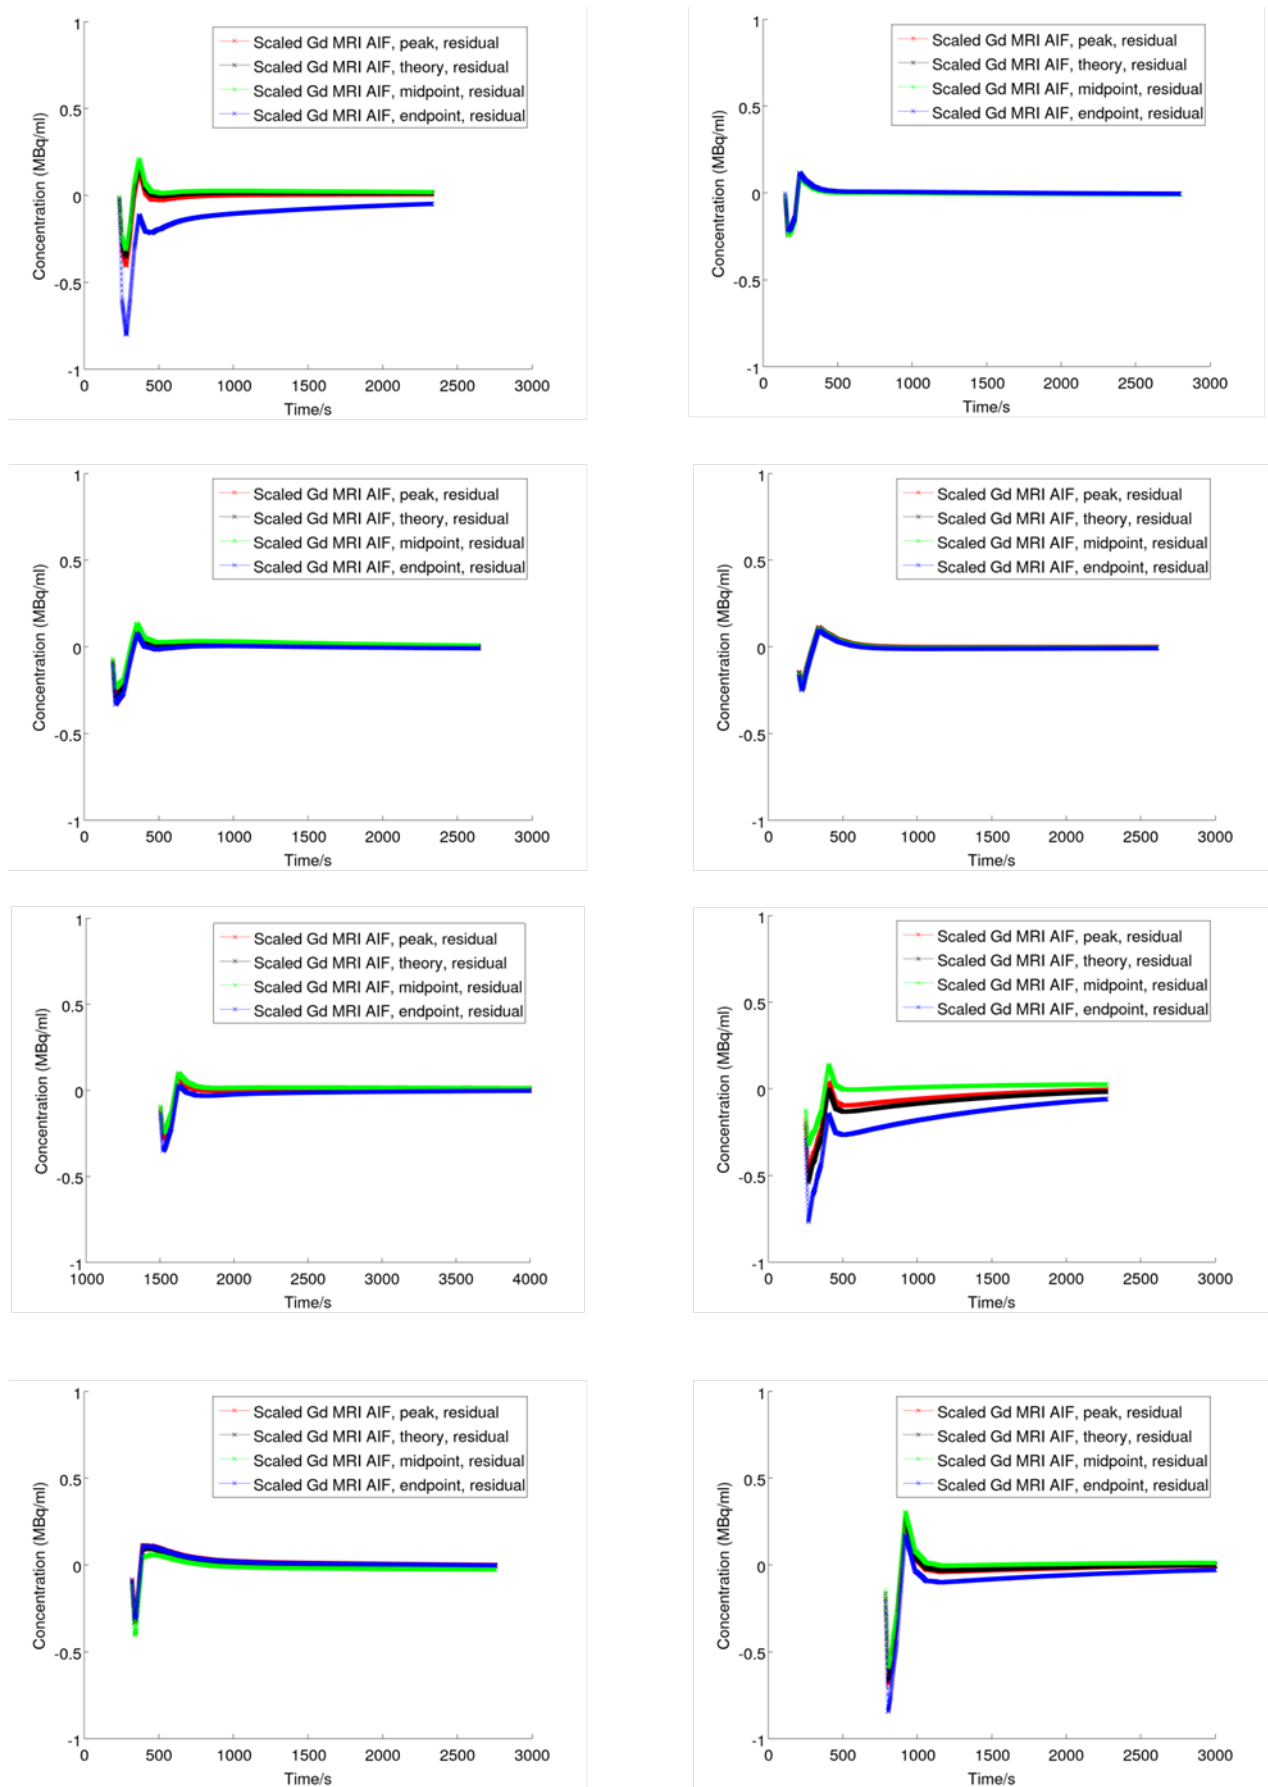 1
0.5
0
-0.5
-1
Concentration (MBq/ml)
Scaled Gd MRI AIF, peak, residual
Scaled Gd MRI AIF, theory, residual
Scaled Gd MRI AIF, midpoint, residual
Scaled Gd MRI AIF, endpoint, residual
0 500 1000 1500 2000 2500 3000
Time/s
1
0.5
0
-0.5
-1
Concentration (MBq/ml)
Scaled Gd MRI AIF, peak, residual
Scaled Gd MRI AIF, theory, residual
Scaled Gd MRI AIF, midpoint, residual
Scaled Gd MRI AIF, endpoint, residual
0 500 1000 1500 2000 2500 3000
Time/s
1
0.5
0
-0.5
-1
Concentration (MBq/ml)
Scaled Gd MRI AIF, peak, residual
Scaled Gd MRI AIF, theory, residual
Scaled Gd MRI AIF, midpoint, residual
Scaled Gd MRI AIF, endpoint, residual
0 500 1000 1500 2000 2500 3000
Time/s
1
0.5
0
-0.5
-1
Concentration (MBq/ml)
Scaled Gd MRI AIF, peak, residual
Scaled Gd MRI AIF, theory, residual
Scaled Gd MRI AIF, midpoint, residual
Scaled Gd MRI AIF, endpoint, residual
0 500 1000 1500 2000 2500 3000
Time/s
1
0.5
0
-0.5
-1
Concentration (MBq/ml)
Scaled Gd MRI AIF, peak, residual
Scaled Gd MRI AIF, theory, residual
Scaled Gd MRI AIF, midpoint, residual
Scaled Gd MRI AIF, endpoint, residual
1000 1500 2000 2500 3000 3500 4000
Time/s
1
0.5
0
-0.5
-1
Concentration (MBq/ml)
Scaled Gd MRI AIF, peak, residual
Scaled Gd MRI AIF, theory, residual
Scaled Gd MRI AIF, midpoint, residual
Scaled Gd MRI AIF, endpoint, residual
0 500 1000 1500 2000 2500 3000
Time/s
1
0.5
0
-0.5
-1
Concentration (MBq/ml)
Scaled Gd MRI AIF, peak, residual
Scaled Gd MRI AIF, theory, residual
Scaled Gd MRI AIF, midpoint, residual
Scaled Gd MRI AIF, endpoint, residual
0 500 1000 1500 2000 2500 3000
Time/s
1
0.5
0
-0.5
-1
Concentration (MBq/ml)
Scaled Gd MRI AIF, peak, residual
Scaled Gd MRI AIF, theory, residual
Scaled Gd MRI AIF, midpoint, residual
Scaled Gd MRI AIF, endpoint, residual
0 500 1000 1500 2000 2500 3000
Time/s